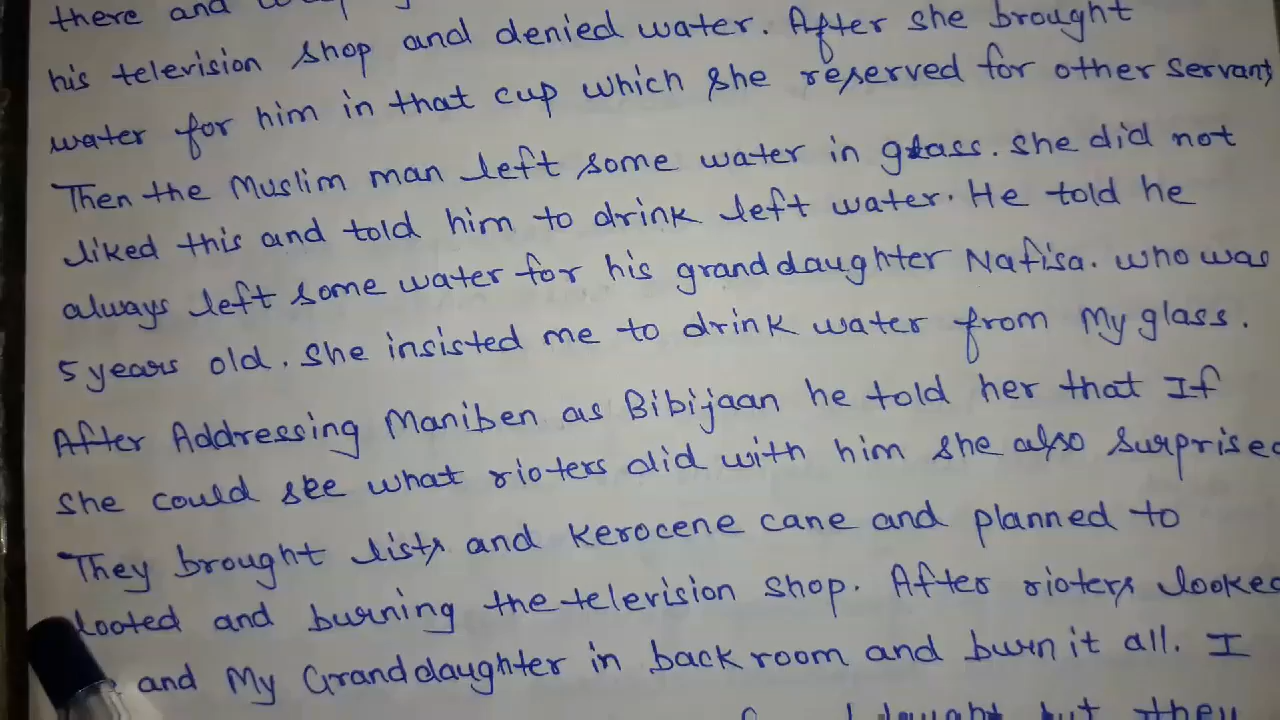 there and
his television shop and denied water. After she brought
water for him in that cup which she reserved for other servants
Then the Muslim man left some water in glass. She did not
liked this and told him to drink left water. He told he
always left some water for his granddaughter Nafisa. who was
5 years old. She insisted me to drink water from My glass.
After Addressing Maniben as Bibijaan he told her that If
she could see what rioters did with him she also surprised
They brought lists and Kerocene cane and planned to
looted and burning the television shop. After rioters looked
and My Granddaughter in back room and burn it all. I
but they